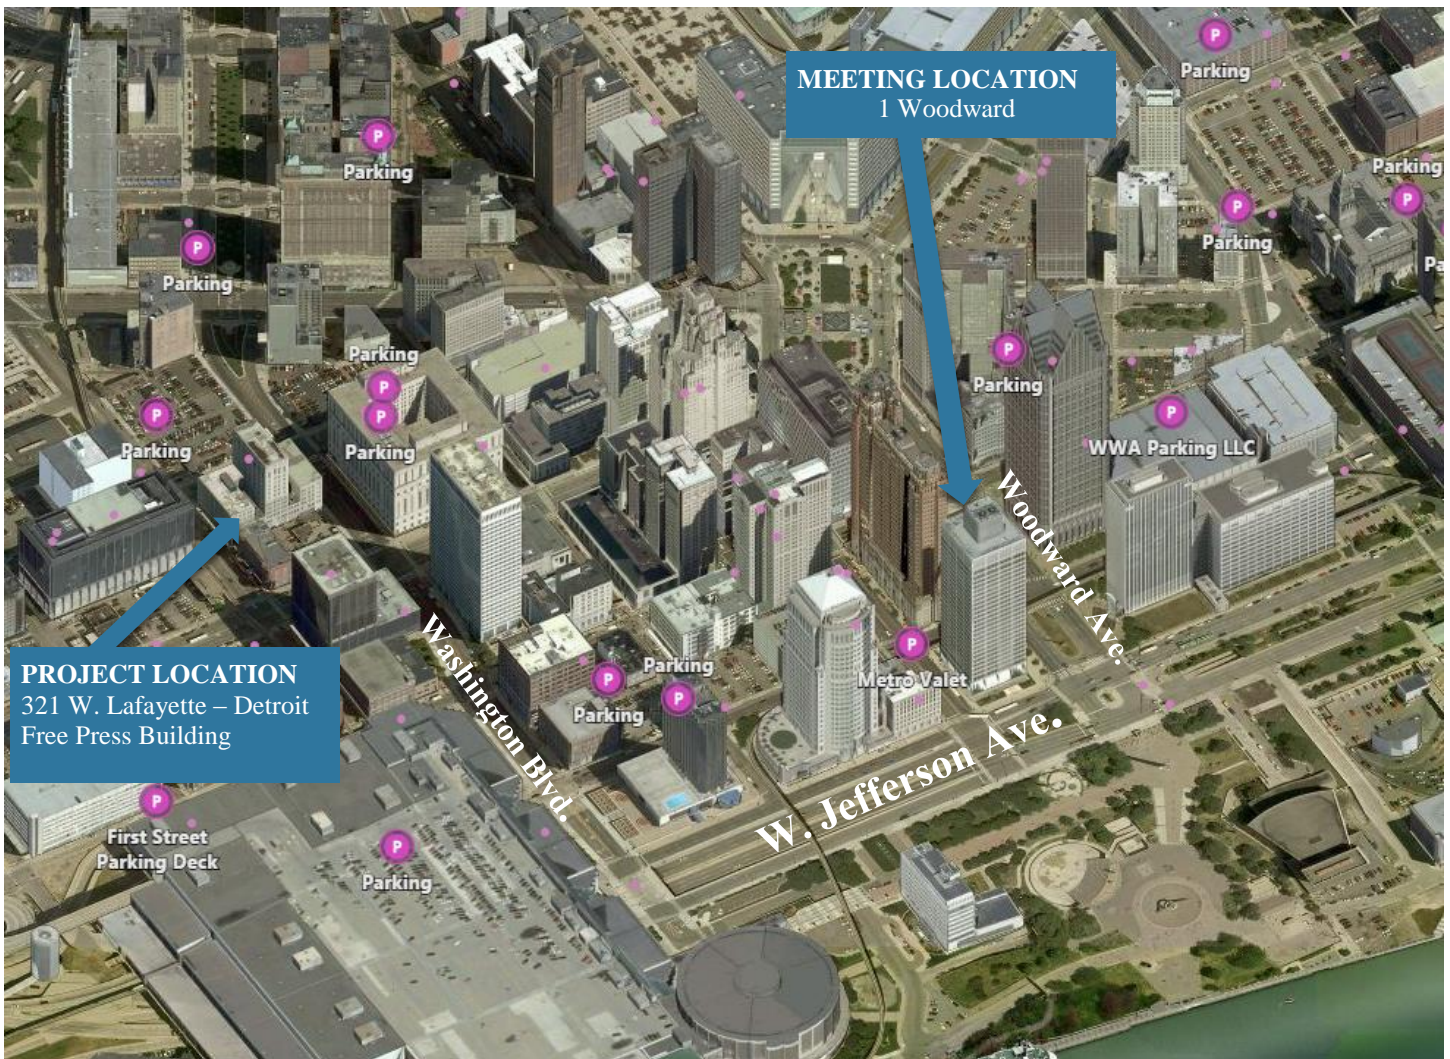 P
Parking
MEETING LOCATION
1 Woodward
P
Parking
P
Parking
P
Parking
P
Parking
P
Parking
Pa
Parking
P
P
Parking
P
Parking
P
Parking
P
WWA Parking LLC
Woodward Ave.
PROJECT LOCATION
321 W. Lafayette – Detroit
Free Press Building
Washington Blvd.
P
Metro Valet
Parking
P
P
Parking
W. Jefferson Ave.
P
First Street
Parking Deck
P
Parking